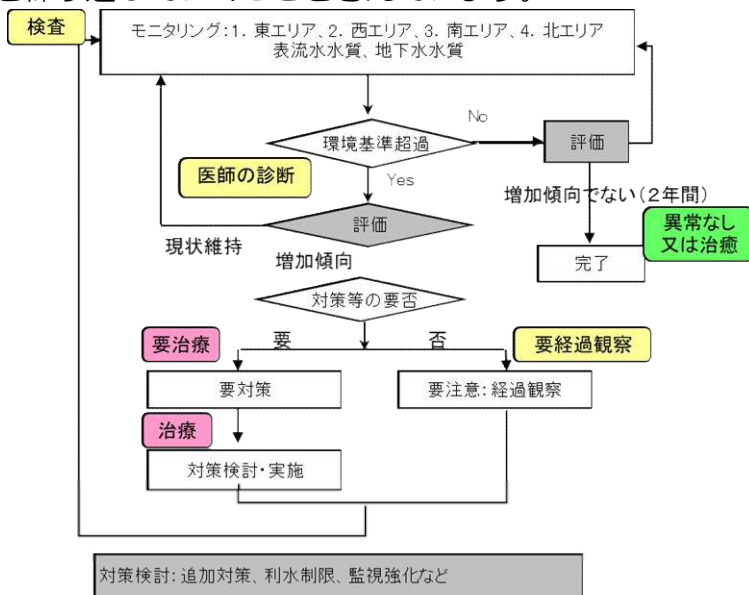 検査
モニタリング:1. 東エリア、2. 西エリア、3. 南エリア、4. 北エリア
表流水水質、地下水水質
No
環境基準超過
評価
医師の診断
Yes
増加傾向でない(2年間)
評価
異常なし
又は治癒
現状維持
完了
増加傾向
対策等の要否
要治療
要
否
要経過観察
要対策
要注意:経過観察
治療
対策検討・実施
対策検討:追加対策、利水制限、監視強化など